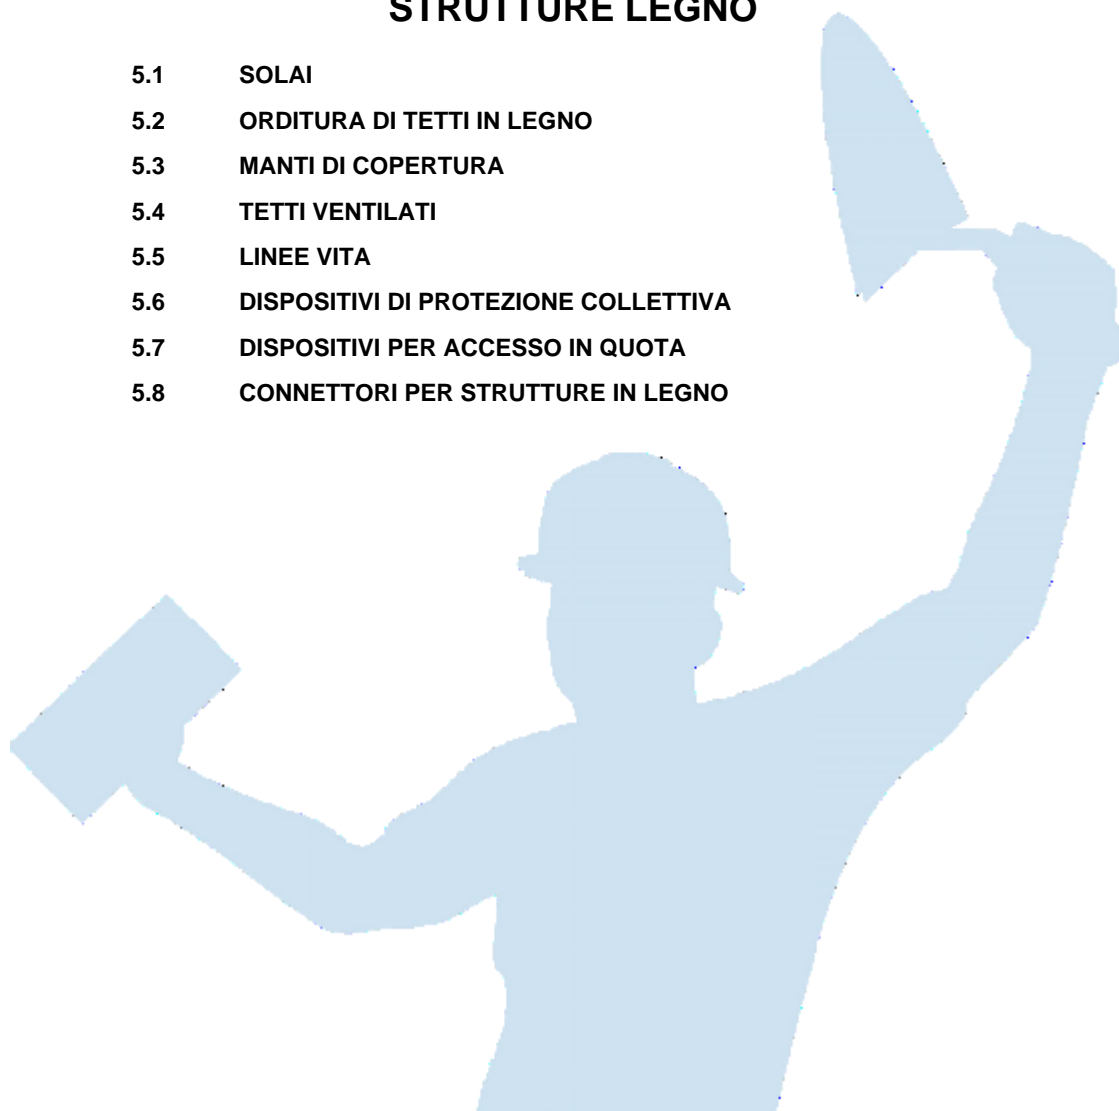 STRUTTURE LEGNO
5.1 SOLAI
5.2 ORDITURA DI TETTI IN LEGNO
5.3 MANTI DI COPERTURA
5.4 TETTI VENTILATI
5.5 LINEE VITA
5.6 DISPOSITIVI DI PROTEZIONE COLLETTIVA
5.7 DISPOSITIVI PER ACCESSO IN QUOTA
5.8 CONNETTORI PER STRUTTURE IN LEGNO